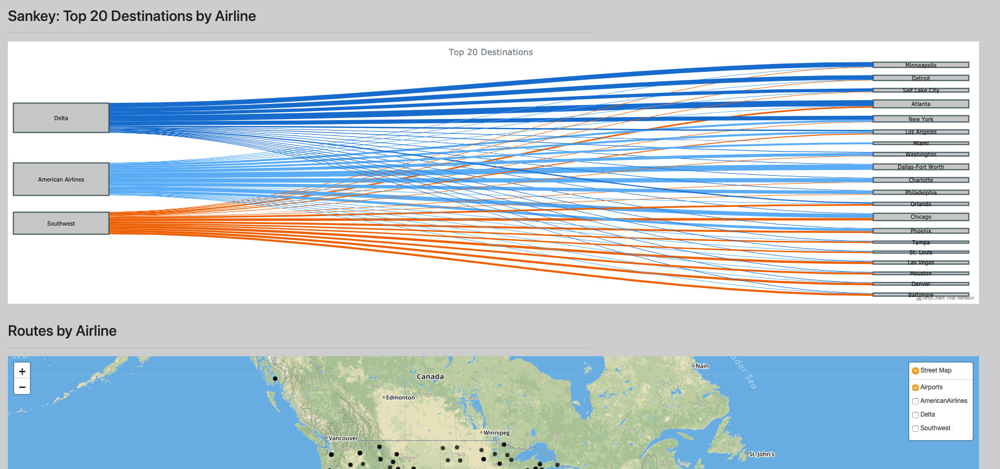 Sankey: Top 20 Destinations by Airline
Top 20 Destinations
Delta
American Airlines
Southwest
Minneapolis
Detroit
Salt Lake City
Atlanta
New York
Los Angeles
Miami
Washington
Dallas-Fort Worth
Charlotte
Philadelphia
Orlando
Chicago
Phoenix
Tampa
St. Louis
Las Vegas
Houston
Denver
Baltimore
AnyChart Trial Version
Routes by Airline
+
−
Sea
Canada
B.C.
Alta.
Sask
Man.
Edmonton
Vancouver
Winnipeg
Wash.
Mont.
N.D.
Ont
Que.
N.L.
Nain
ador Sea
St. John's
N.B.
P.E.I
Street Map
Airports
AmericanAirlines
Delta
Southwest